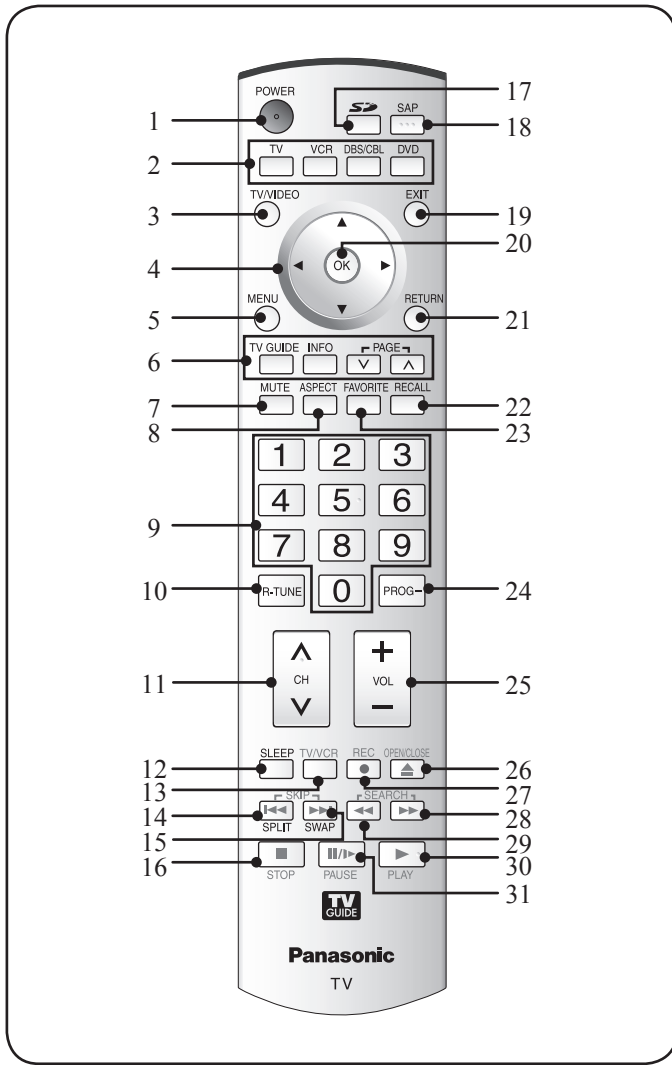 POWER
SD
SAP
17
1
18
TV VCR DBS/CBL DVD
2
TV/VIDEO
EXIT
3
19
20
4
OK
MENU
RETURN
5
21
TV GUIDE INFO PAGE
6
MUTE ASPECT FAVORITE RECALL
7
22
8
23
1 2 3
4 5 6
9
7 8 9
10
R-TUNE 0 PROG-
24
+
11
CH
VOL
25
-
SLEEP TV/VCR REC OPEN/CLOSE
12
26
13
27
SKIP SEARCH
14
28
SPLIT SWAP
15
29
16
30
STOP PAUSE PLAY
31
TV
GUIDE
Panasonic
TV